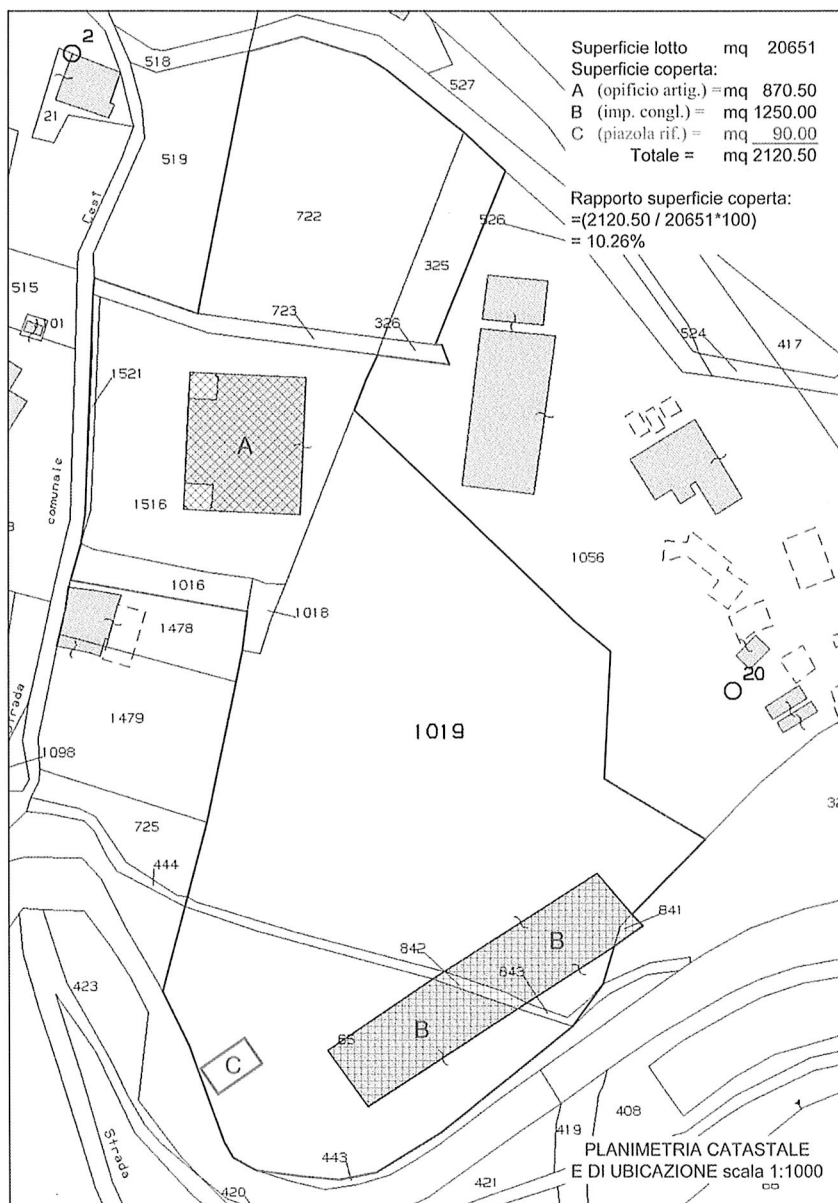 2
518
21
519
Cesi
722
527
Superficie lotto mq 20651
Superficie coperta:
A (opificio artig.) = mq 870.50
B (imp. congl.) = mq 1250.00
C (piazola rif.) = mq 90.00
Totale = mq 2120.50
Rapporto superficie coperta:
=(2120.50 / 20651*100)
= 10.26%
526
325
515
701
723
326
524
417
1521
A
comunale
1516
1056
1016
1018
1478
20
1479
1019
Strada
1098
725
444
841
B
842
843
423
B
55
C
Strada
443
419
408
420
421
PLANIMETRIA CATASTALE
E DI UBICAZIONE scala 1:1000